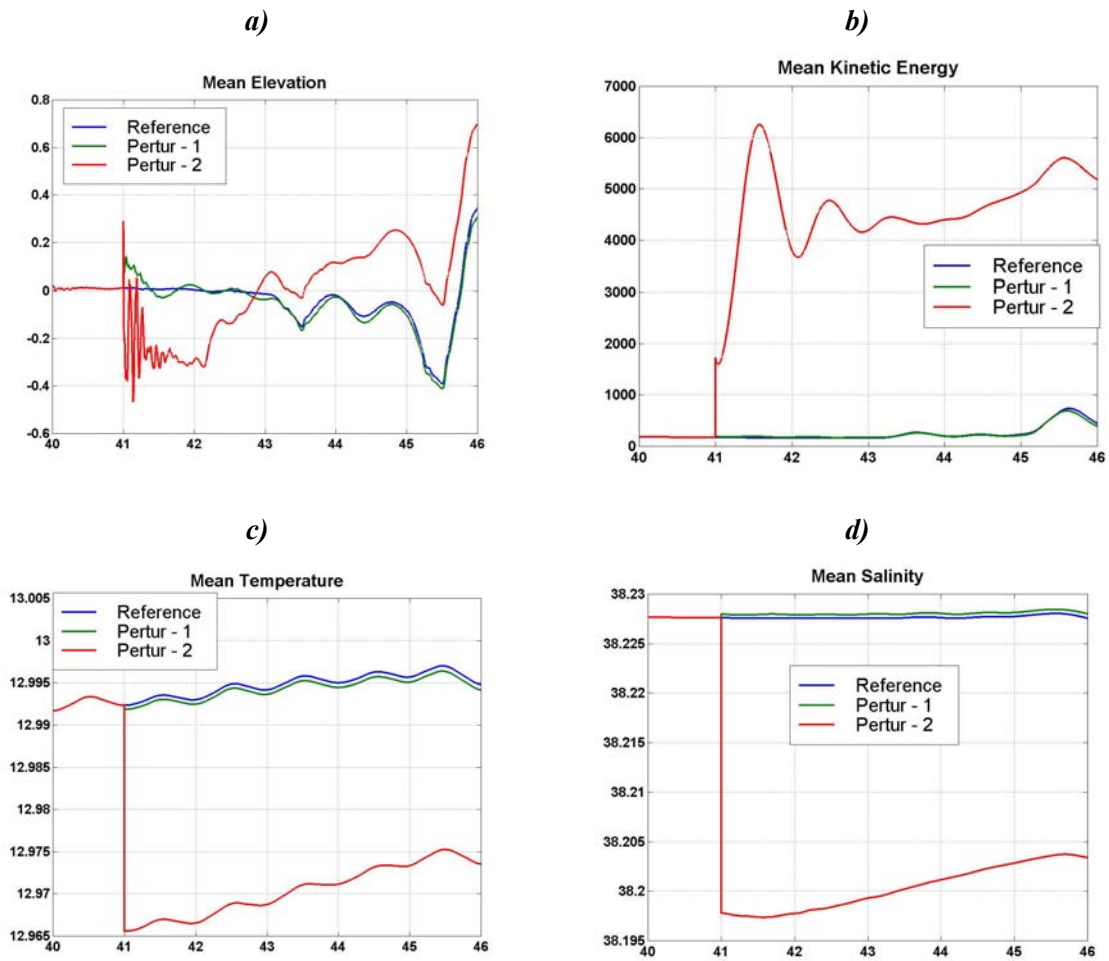 a)
b)
Mean Elevation
0.8
0.6
0.4
0.2
0
-0.2
-0.4
-0.6
40 41 42 43 44 45 46
Reference
Pertur - 1
Pertur - 2
Mean Kinetic Energy
7000
6000
5000
4000
3000
2000
1000
0
40 41 42 43 44 45 46
Reference
Pertur - 1
Pertur - 2
c)
d)
Mean Temperature
13.005
13
12.995
12.99
12.985
12.98
12.975
12.97
12.965
40 41 42 43 44 45 46
Reference
Pertur - 1
Pertur - 2
Mean Salinity
38.23
38.225
38.22
38.215
38.21
38.205
38.2
38.195
40 41 42 43 44 45 46
Reference
Pertur - 1
Pertur - 2